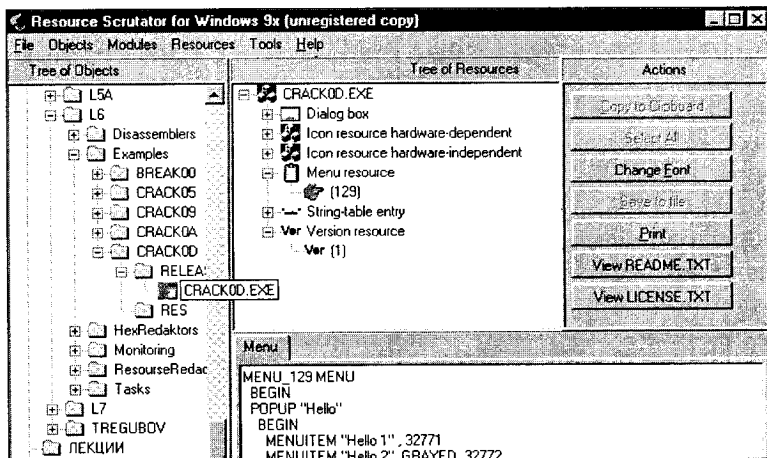 Resource Scrutator for Windows 9x (unregistered copy)
File Objects Modules Resources Tools Help
Tree of Objects
Tree of Resources
Actions
L5A
L6
Disassemblers
Examples
BREAK00
CRACK05
CRACK09
CRACK0A
CRACK0D
RELEA
CRACK0D.EXE
RES
HexRedaktors
Monitoring
ResourseRedac
Tasks
L7
TREGUBOV
ЛЕКЦИИ
CRACK0D.EXE
Dialog box
Icon resource hardware-dependent
Icon resource hardware-independent
Menu resource
(129)
String-table entry
Ver Version resource
Ver (1)
Copy to Clipboard
Select All
Change Font
Save to file
Print
View README.TXT
View LICENSE.TXT
Menu
MENU_129 MENU
BEGIN
POPUP "Hello"
BEGIN
MENUITEM "Hello 1" , 32771
MENUITEM "Hello 2", GRAYED, 32772